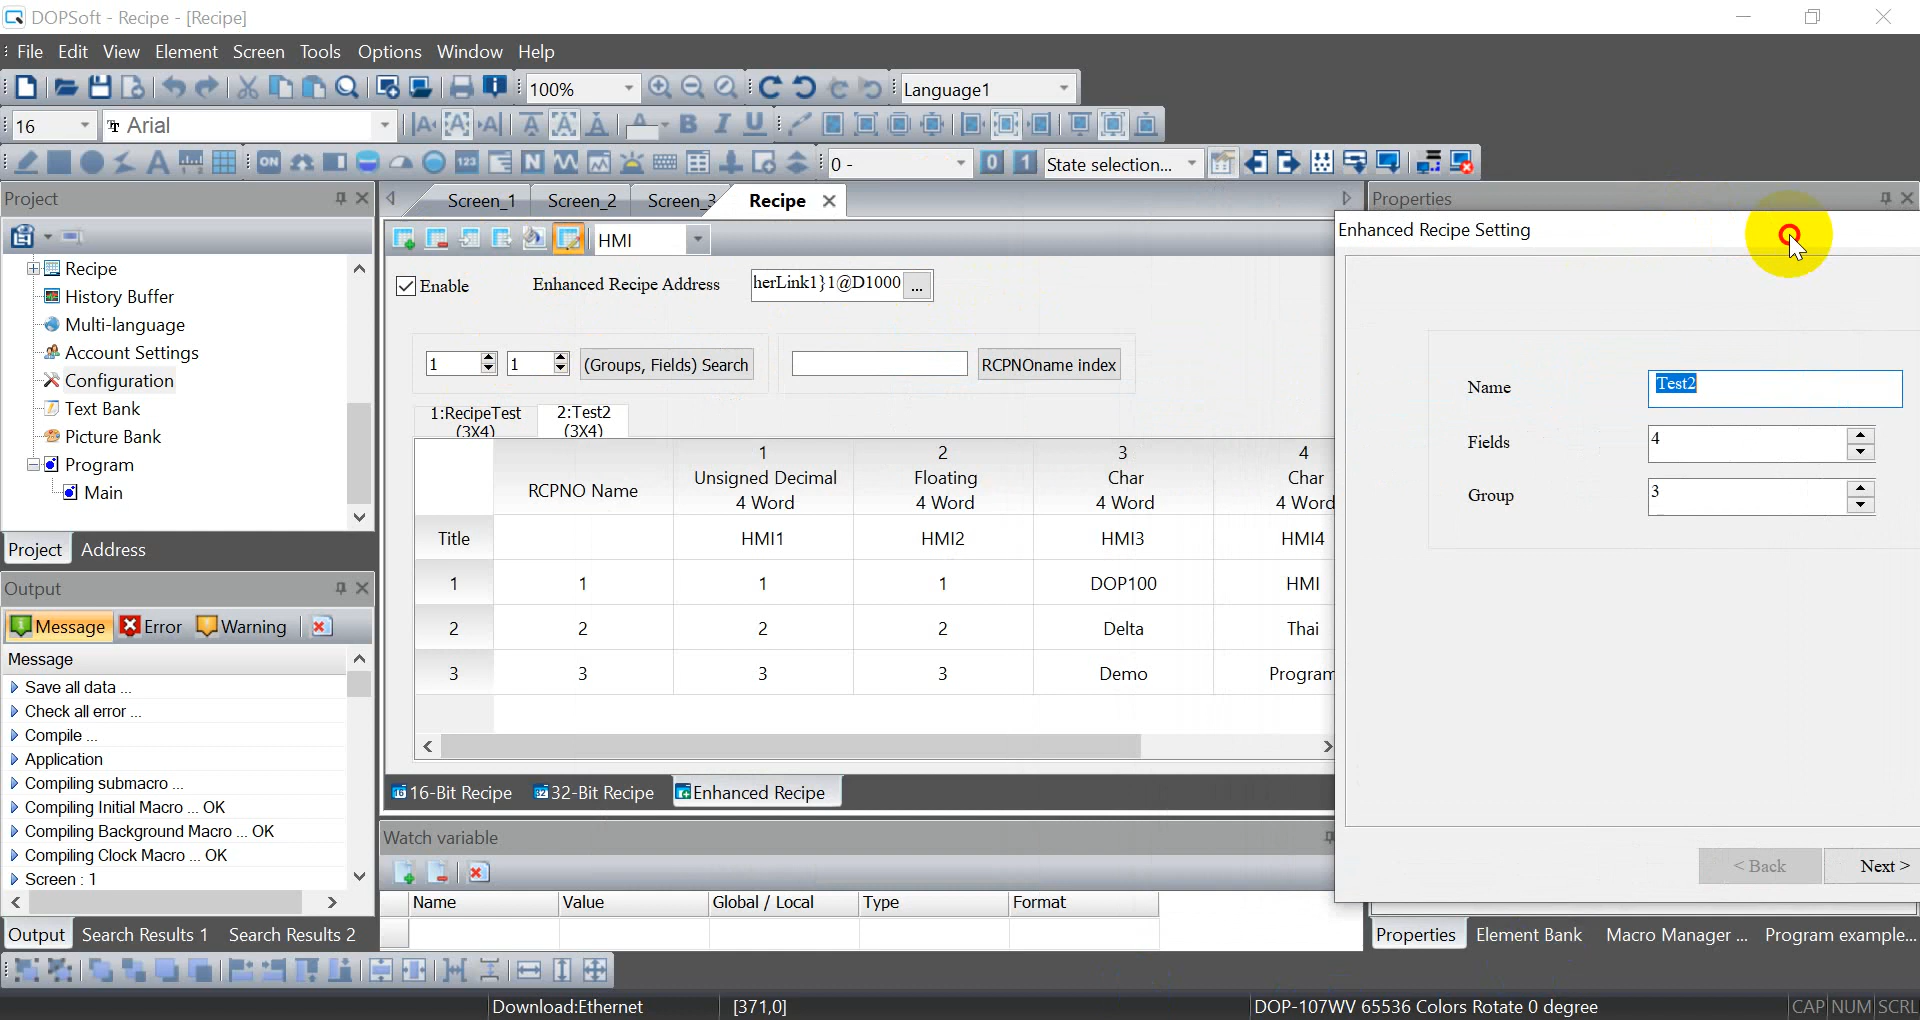 DOPSoft - Recipe - [Recipe]
File Edit View Element Screen Tools Options Window Help
100% Language1
16 Arial
ON 123 N 0 - 0 1 State selection...
Project
Screen_1 Screen_2 Screen_3 Recipe
Properties
HMI
Enhanced Recipe Setting
Recipe
History Buffer
Multi-language
Account Settings
Configuration
Text Bank
Picture Bank
Program
Main
Enable Enhanced Recipe Address herLink1}1@D1000 ...
1 1 (Groups, Fields) Search RCPNOname index
1:RecipeTest (3X4) 2:Test2 (3X4)
RCPNO Name 1 Unsigned Decimal 4 Word 2 Floating 4 Word 3 Char 4 Word 4 Char 4 Word
Title HMI1 HMI2 HMI3 HMI4
1 1 1 1 DOP100 HMI
2 2 2 2 Delta Thai
3 3 3 3 Demo Program
Name Test2
Fields 4
Group 3
< Back Next >
Project Address
Output
Message Error Warning
Message
Save all data ...
Check all error ...
Compile ...
Application
Compiling submacro ...
Compiling Initial Macro ... OK
Compiling Background Macro ... OK
Compiling Clock Macro ... OK
Screen : 1
16-Bit Recipe 32-Bit Recipe Enhanced Recipe
Watch variable
Name Value Global / Local Type Format
Output Search Results 1 Search Results 2
Properties Element Bank Macro Manager ... Program example...
Download:Ethernet [371,0] DOP-107WV 65536 Colors Rotate 0 degree CAP NUM SCRL